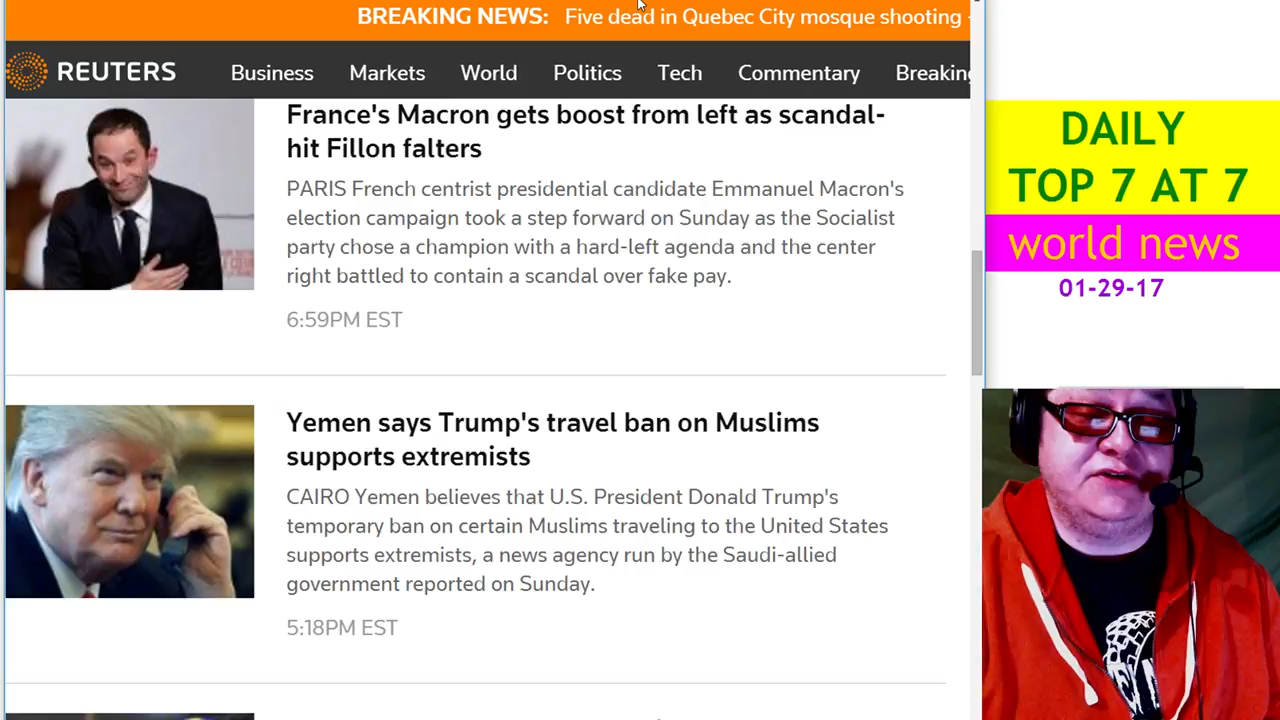 BREAKING NEWS: Five dead in Quebec City mosque shooting -
REUTERS Business Markets World Politics Tech Commentary Breaking
France's Macron gets boost from left as scandal-
hit Fillon falters
PARIS French centrist presidential candidate Emmanuel Macron's
election campaign took a step forward on Sunday as the Socialist
party chose a champion with a hard-left agenda and the center
right battled to contain a scandal over fake pay.
6:59PM EST
Yemen says Trump's travel ban on Muslims
supports extremists
CAIRO Yemen believes that U.S. President Donald Trump's
temporary ban on certain Muslims traveling to the United States
supports extremists, a news agency run by the Saudi-allied
government reported on Sunday.
5:18PM EST
DAILY
TOP 7 AT 7
world news
01-29-17